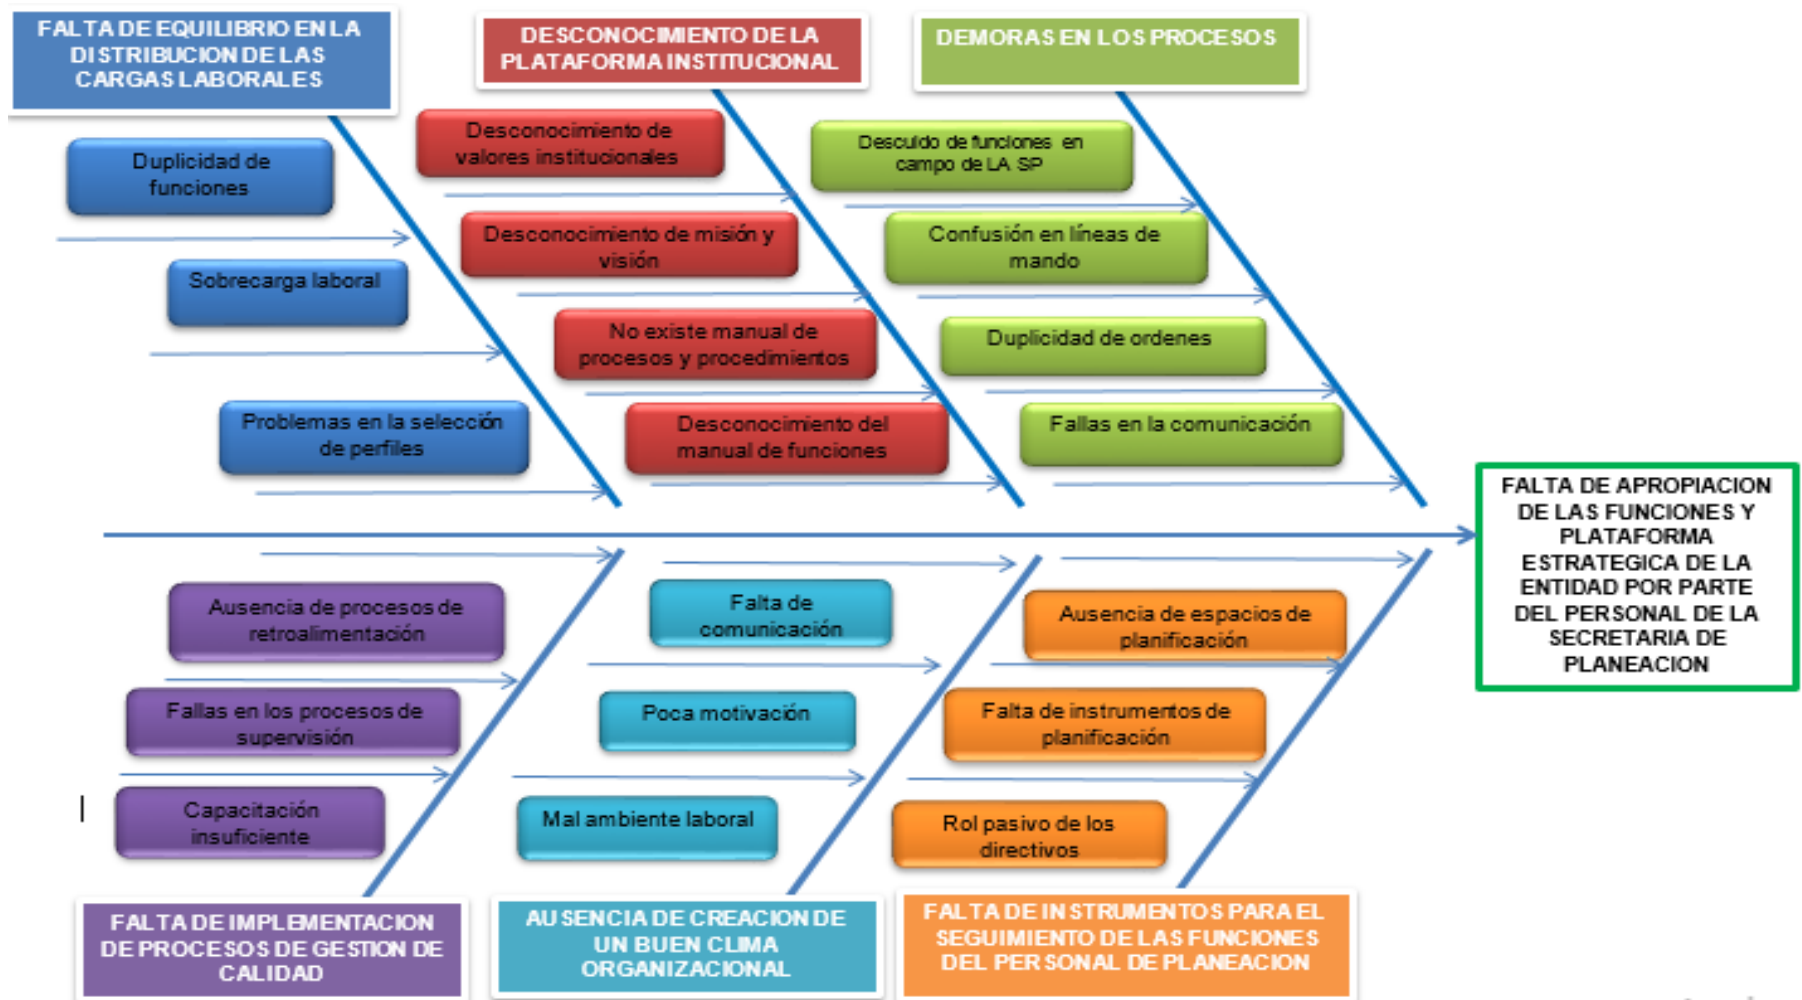 FALTA DE EQUILIBRIO EN LA
DISTRIBUCION DE LAS
CARGAS LABORALES
DESCONOCIMIENTO DE LA
PLATAFORMA INSTITUCIONAL
DEMORAS EN LOS PROCESOS
Duplicidad de
funciones
Sobrecarga laboral
Problemas en la selección
de perfiles
Desconocimiento de
valores institucionales
Desconocimiento de misión y
visión
No existe manual de
procesos y procedimientos
Desconocimiento del
manual de funciones
Descuido de funciones en
campo de LA SP
Confusión en líneas de
mando
Duplicidad de ordenes
Fallas en la comunicación
FALTA DE APROPIACION
DE LAS FUNCIONES Y
PLATAFORMA
ESTRATEGICA DE LA
ENTIDAD POR PARTE
DEL PERSONAL DE LA
SECRETARIA DE
PLANEACION
Ausencia de procesos de
retroalimentación
Fallas en los procesos de
supervisión
Capacitación
insuficiente
Falta de
comunicación
Poca motivación
Mal ambiente laboral
Ausencia de espacios de
planificación
Falta de instrumentos de
planificación
Rol pasivo de los
directivos
FALTA DE IMPLEMENTACION
DE PROCESOS DE GESTION DE
CALIDAD
AUSENCIA DE CREACION DE
UN BUEN CLIMA
ORGANIZACIONAL
FALTA DE INSTRUMENTOS PARA EL
SEGUIMIENTO DE LAS FUNCIONES
DEL PERSONAL DE PLANEACION